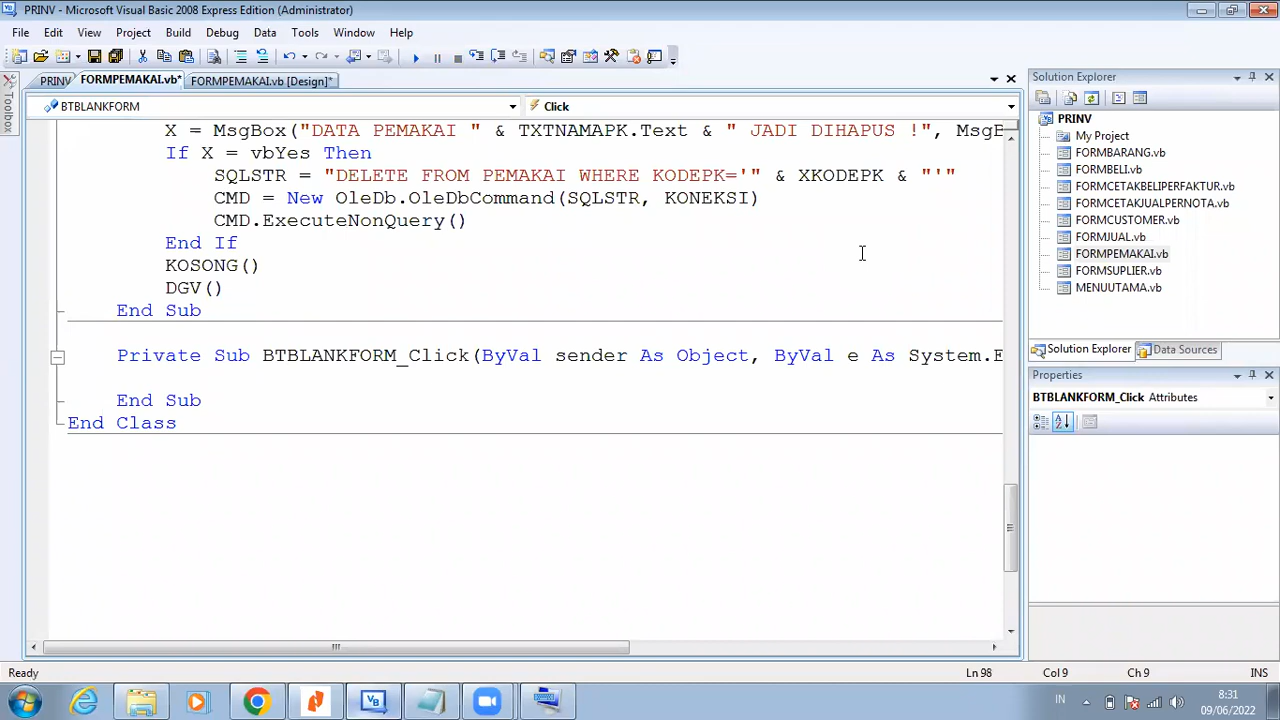 PRINV - Microsoft Visual Basic 2008 Express Edition (Administrator)
File Edit View Project Build Debug Data Tools Window Help
PRINV FORMPEMAKAI.vb* FORMPEMAKAI.vb [Design]*
Toolbox
BTBLANKFORM Click
X = MsgBox("DATA PEMAKAI " & TXTNAMAPK.Text & " JADI DIHAPUS !", MsgB
If X = vbYes Then
SQLSTR = "DELETE FROM PEMAKAI WHERE KODEPK='" & XKODEPK & "'"
CMD = New OleDb.OleDbCommand(SQLSTR, KONEKSI)
CMD.ExecuteNonQuery()
End If
KOSONG()
DGV()
End Sub
Private Sub BTBLANKFORM_Click(ByVal sender As Object, ByVal e As System.E
End Sub
End Class
Solution Explorer
PRINV
My Project
FORMBARANG.vb
FORMBELI.vb
FORMCETAKBELIPERFAKTUR.vb
FORMCETAKJUALPERNOTA.vb
FORMCUSTOMER.vb
FORMJUAL.vb
FORMPEMAKAI.vb
FORMSUPLIER.vb
MENUUTAMA.vb
Solution Explorer Data Sources
Properties
BTBLANKFORM_Click Attributes
Ready Ln 98 Col 9 Ch 9 INS
IN 8:31
09/06/2022